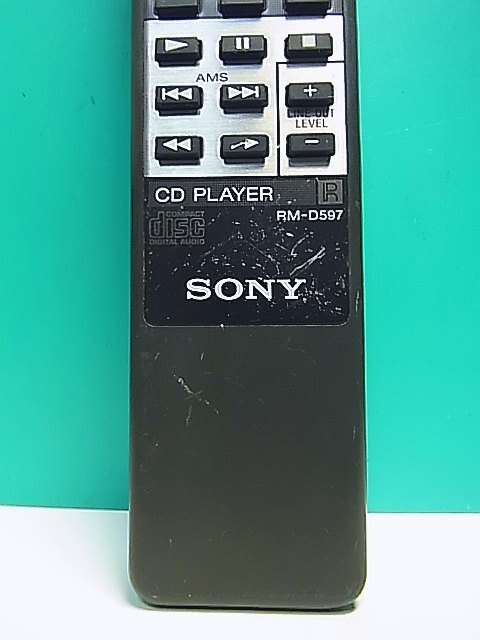 AMS
+
LINE OUT
LEVEL
−
CD PLAYER R
COMPACT
disc
DIGITAL AUDIO
RM-D597
SONY